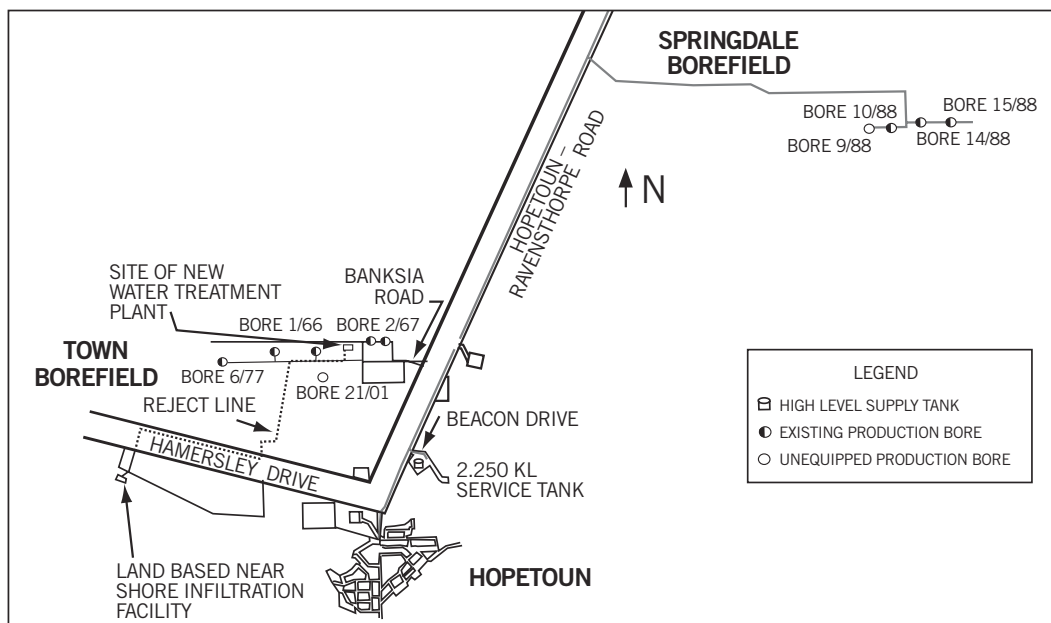 SPRINGDALE
BOREFIELD
BORE 10/88
BORE 15/88
BORE 9/88
BORE 14/88
N
HOPETOUN –
RAVENSTHORPE ROAD
SITE OF NEW
WATER TREATMENT
PLANT
BANKSIA
ROAD
BORE 1/66
BORE 2/67
TOWN
BOREFIELD
BORE 6/77
BORE 21/01
REJECT LINE
BEACON DRIVE
HAMERSLEY DRIVE
2.250 KL
SERVICE TANK
LAND BASED NEAR
SHORE INFILTRATION
FACILITY
HOPETOUN
LEGEND
HIGH LEVEL SUPPLY TANK
EXISTING PRODUCTION BORE
UNEQUIPPED PRODUCTION BORE